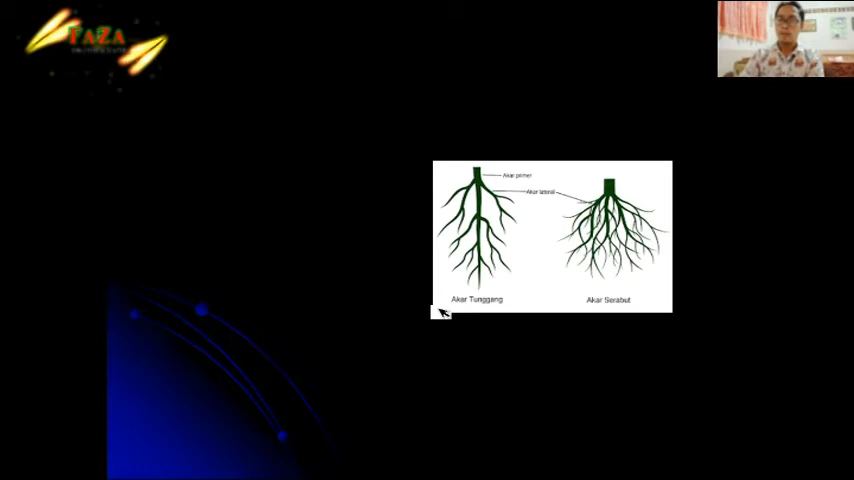 FAZA
Akar primer
Akar lateral
Akar Tunggang
Akar Serabut